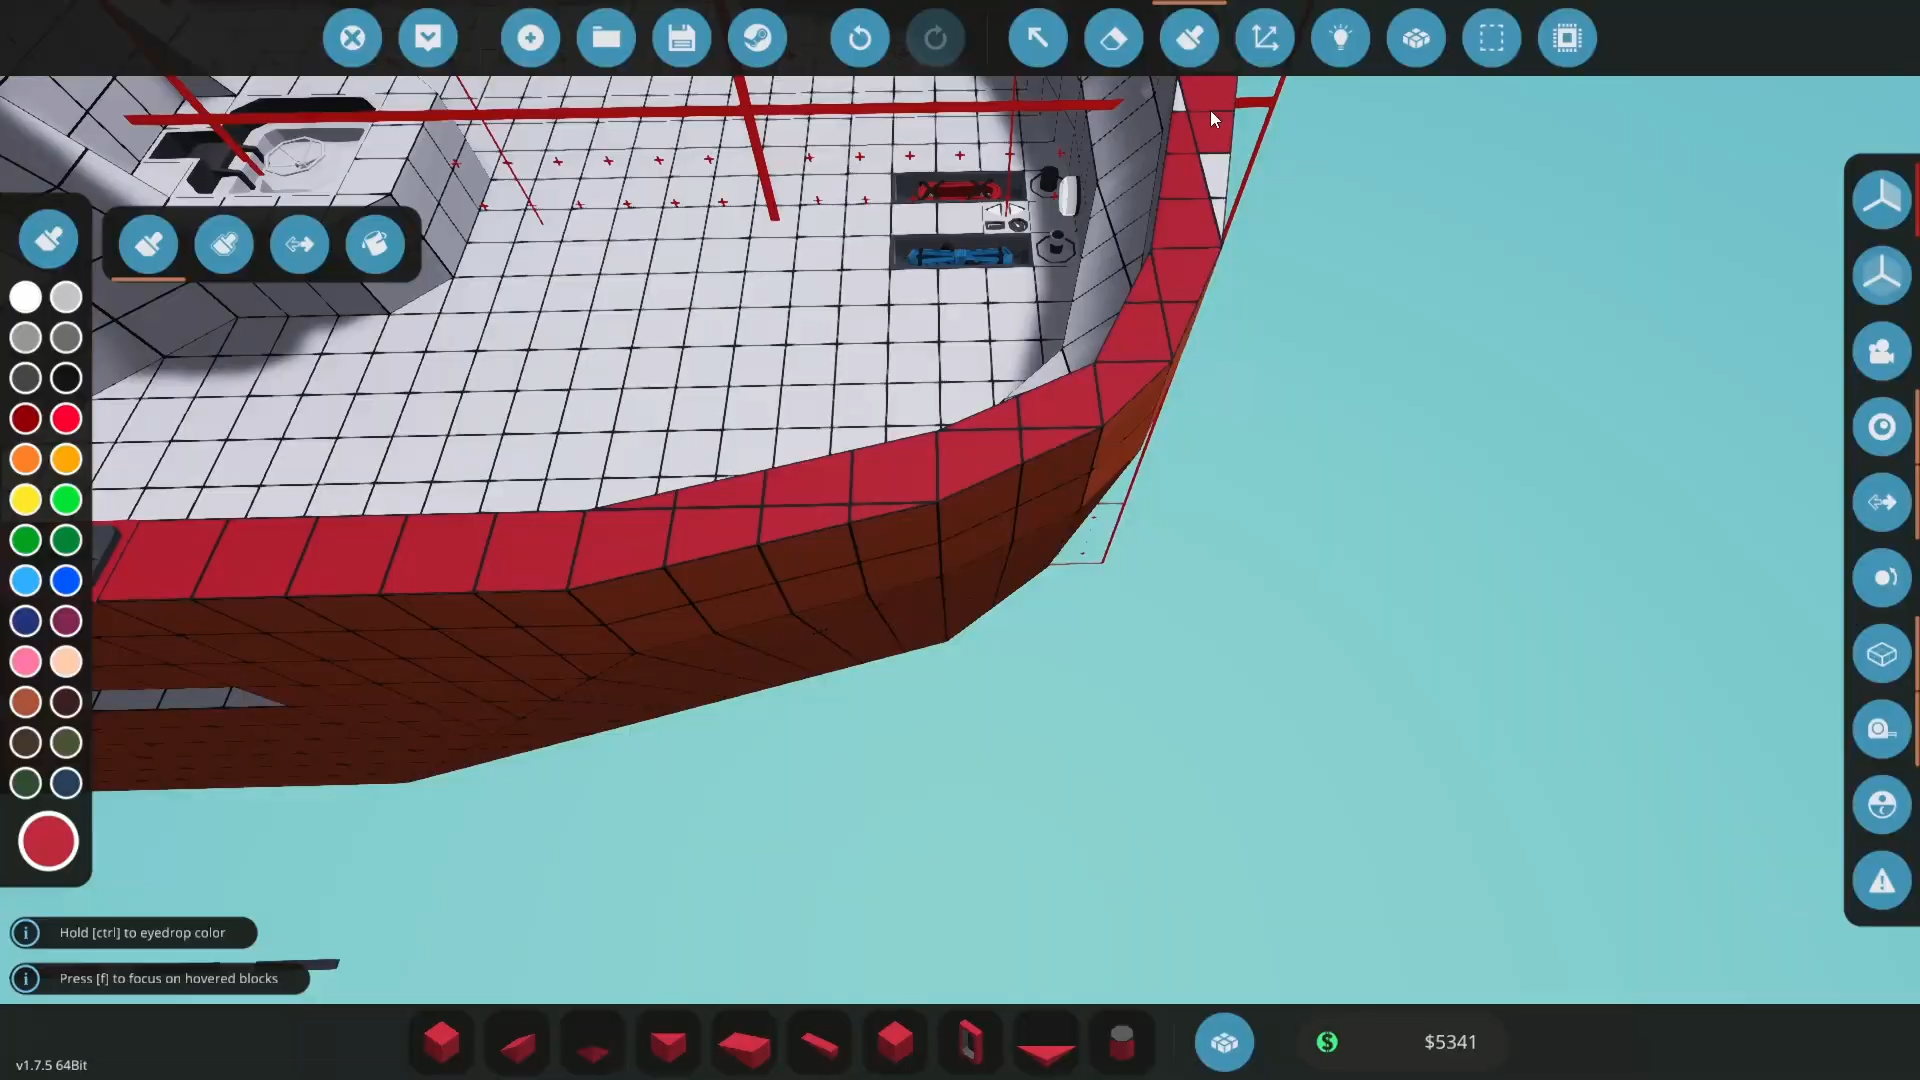 Hold [ctrl] to eyedrop color
Press [f] to focus on hovered blocks
$5341
v1.7.5 64Bit